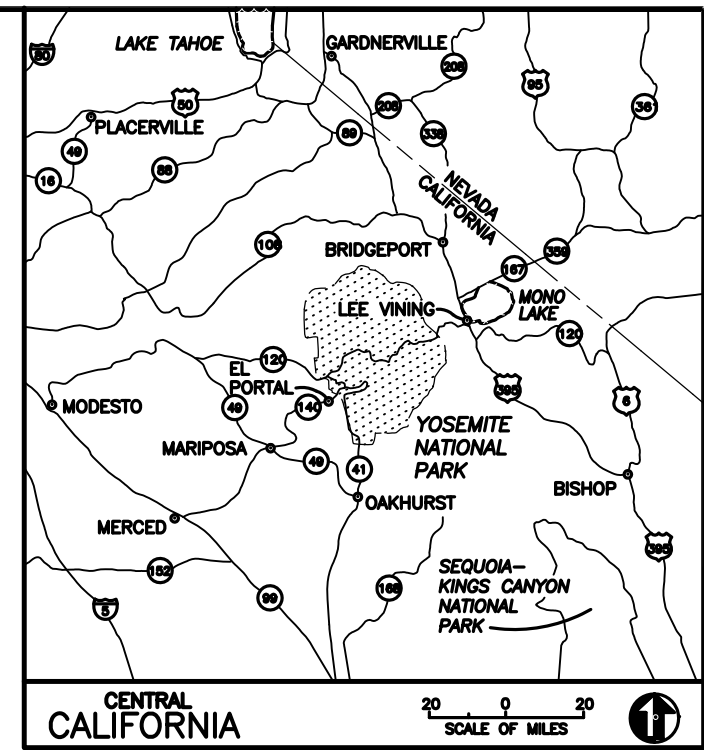 LAKE TAHOE
GARDNERVILLE
80
50
208
95
361
208
338
PLACERVILLE
49
89
16
88
NEVADA
CALIFORNIA
108
BRIDGEPORT
359
167
LEE VINING
MONO
LAKE
120
120
EL
PORTAL
395
6
MODESTO
49
140
YOSEMITE
NATIONAL
PARK
MARIPOSA
49
41
BISHOP
OAKHURST
MERCED
395
152
SEQUOIA–
KINGS CANYON
NATIONAL
PARK
168
99
5
CENTRAL
CALIFORNIA
20 0 20
SCALE OF MILES